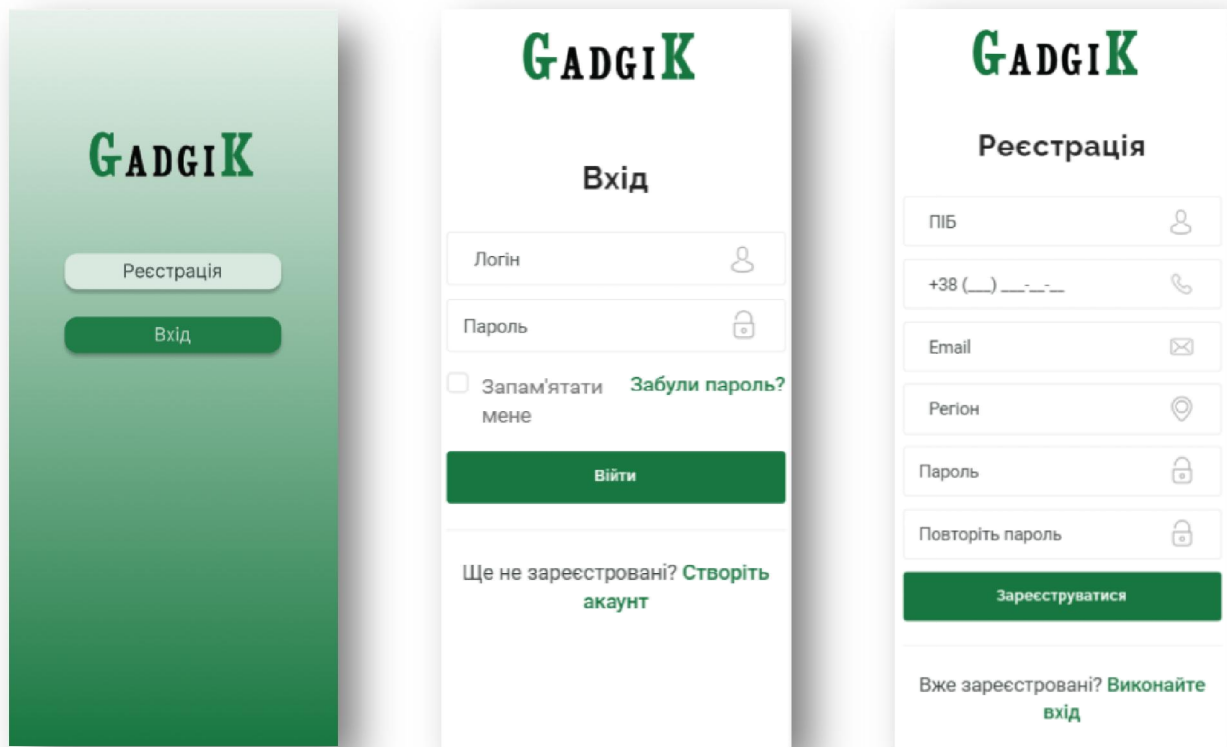 GADGIK
Реєстрація
Вхід
GADGIK
Вхід
Логін
Пароль
Запам'ятати
мене
Забули пароль?
Війти
Ще не зареєстровані? Створіть
акаунт
GADGIK
Реєстрація
ПІБ
+38 (___) ___-__-__
Email
Регіон
Пароль
Повторіть пароль
Зареєструватися
Вже зареєстровані? Виконайте
вхід